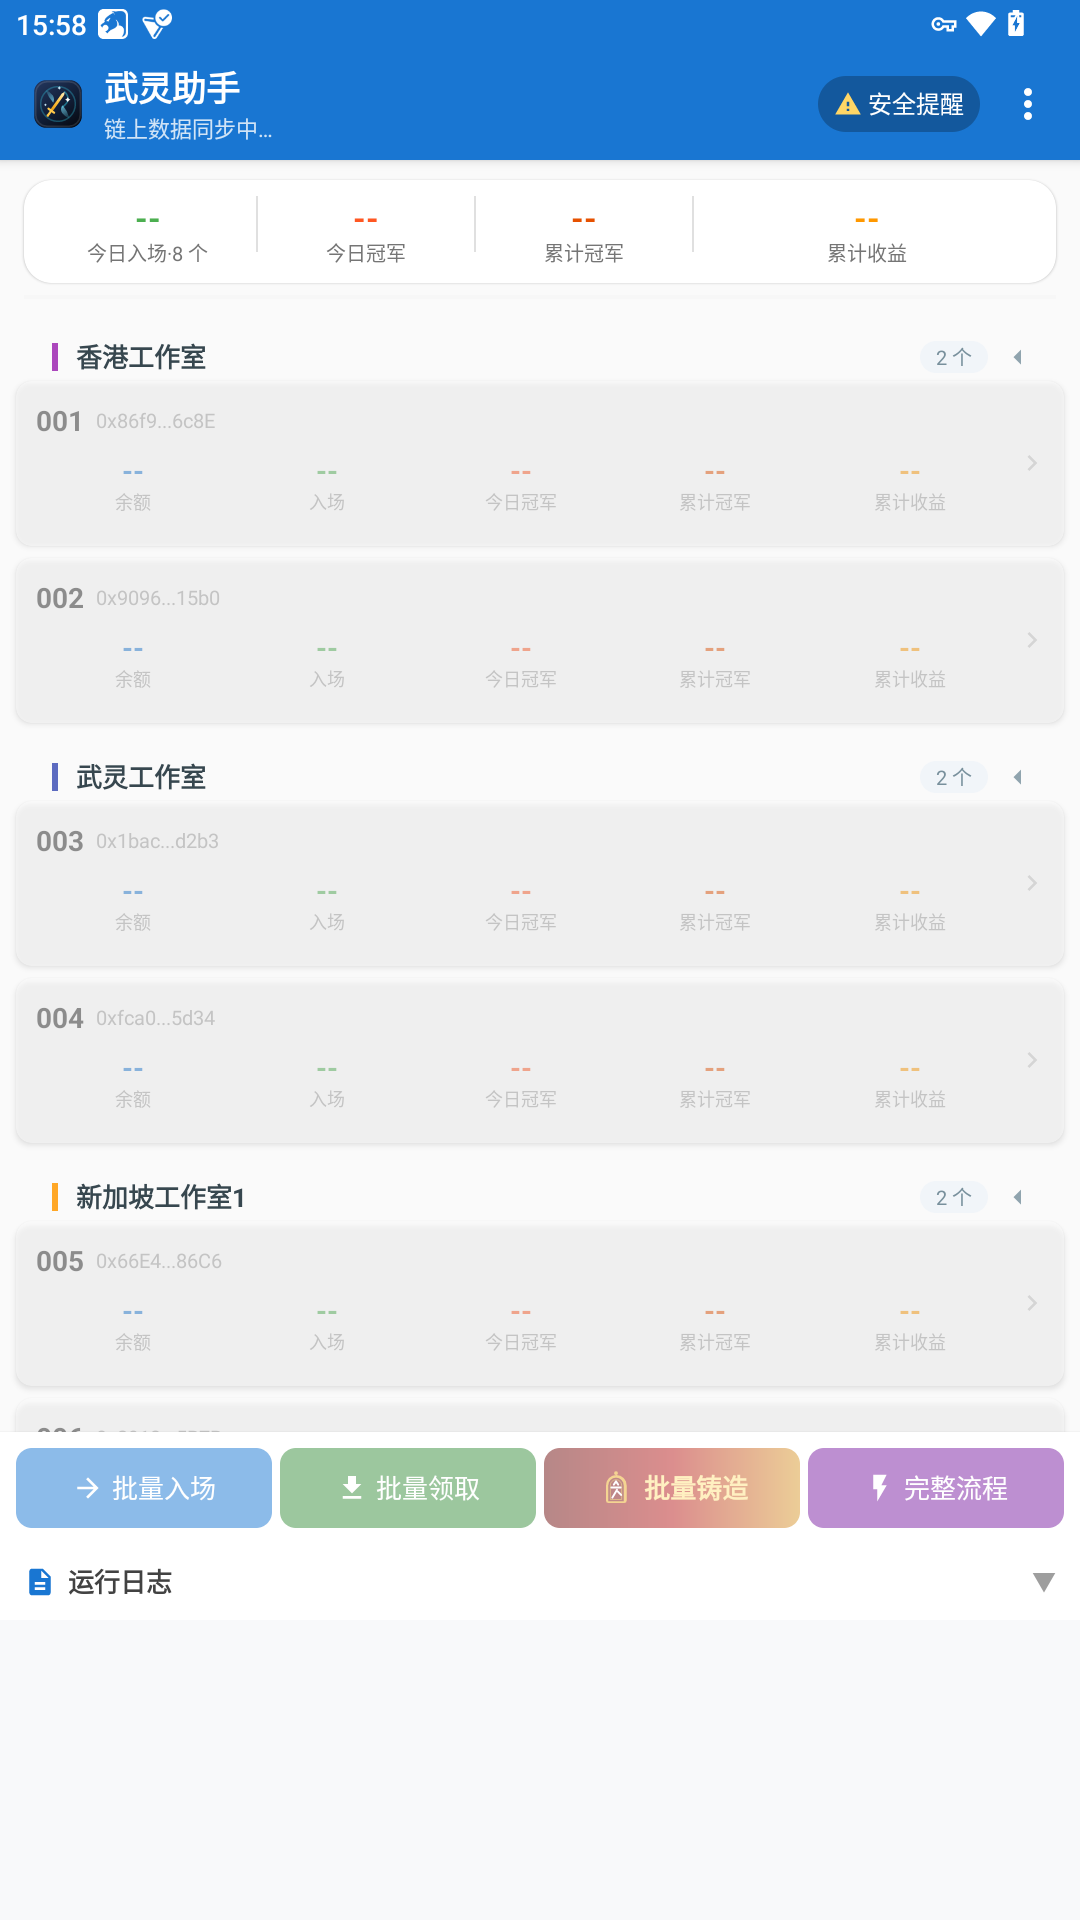 15:58
武灵助手
链上数据同步中...
安全提醒
-- -- -- --
今日入场·8 个 今日冠军 累计冠军 累计收益
香港工作室 2 个
001 0x86f9...6c8E
-- -- -- -- --
余额 入场 今日冠军 累计冠军 累计收益
002 0x9096...15b0
-- -- -- -- --
余额 入场 今日冠军 累计冠军 累计收益
武灵工作室 2 个
003 0x1bac...d2b3
-- -- -- -- --
余额 入场 今日冠军 累计冠军 累计收益
004 0xfca0...5d34
-- -- -- -- --
余额 入场 今日冠军 累计冠军 累计收益
新加坡工作室1 2 个
005 0x66E4...86C6
-- -- -- -- --
余额 入场 今日冠军 累计冠军 累计收益
批量入场 批量领取 批量铸造 完整流程
运行日志